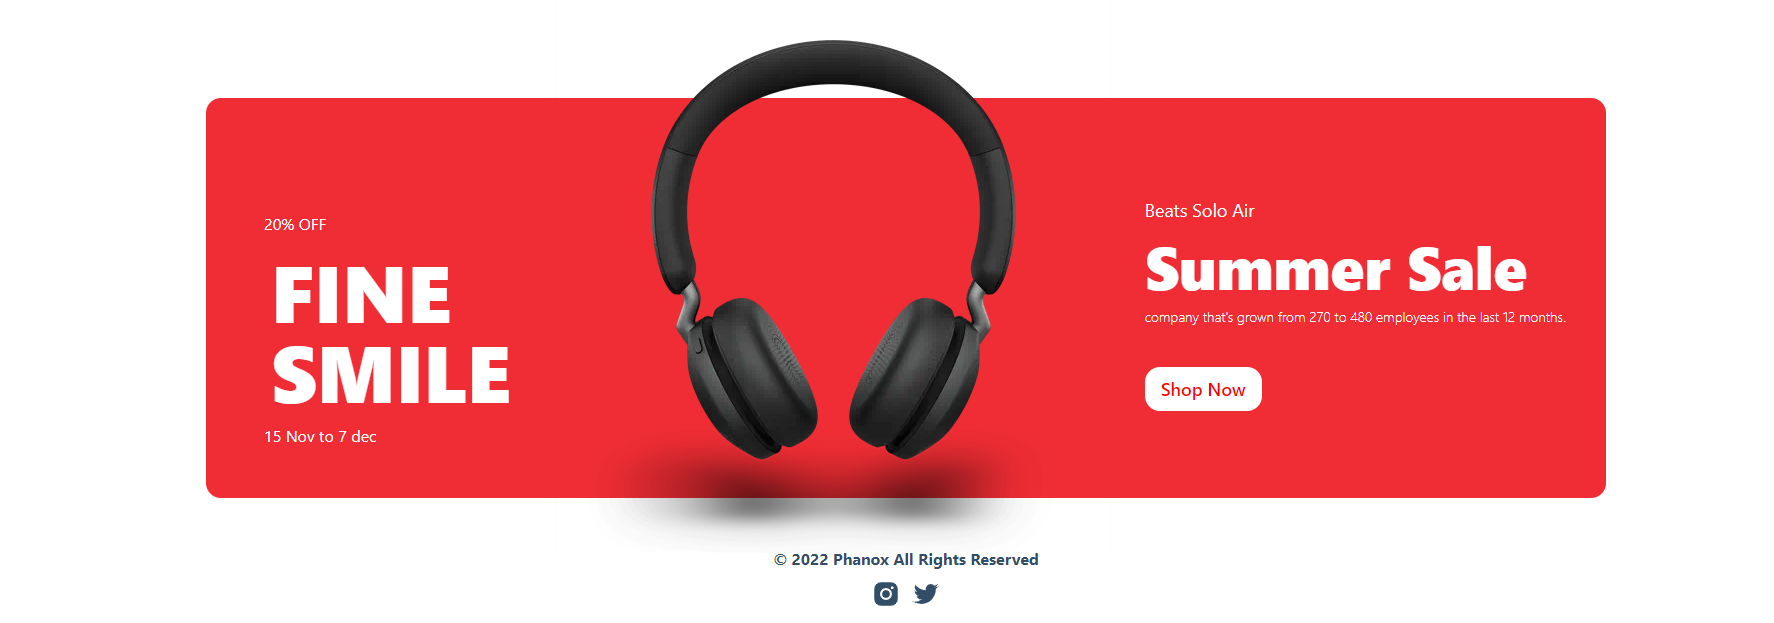 20% OFF
FINE
SMILE
15 Nov to 7 dec
Beats Solo Air
Summer Sale
company that's grown from 270 to 480 employees in the last 12 months.
Shop Now
© 2022 Phanox All Rights Reserved